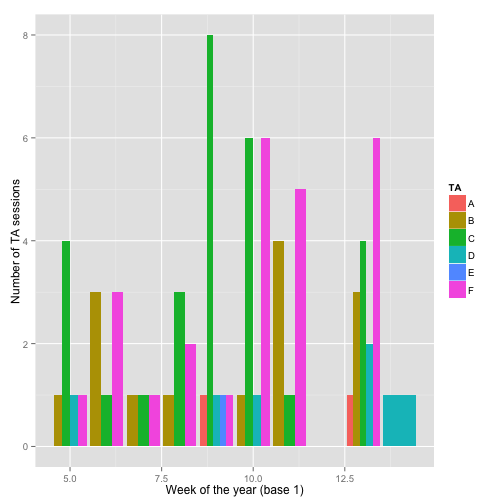 8
6
4
2
0
Number of TA sessions
5.0 7.5 10.0 12.5
Week of the year (base 1)
TA
A
B
C
D
E
F